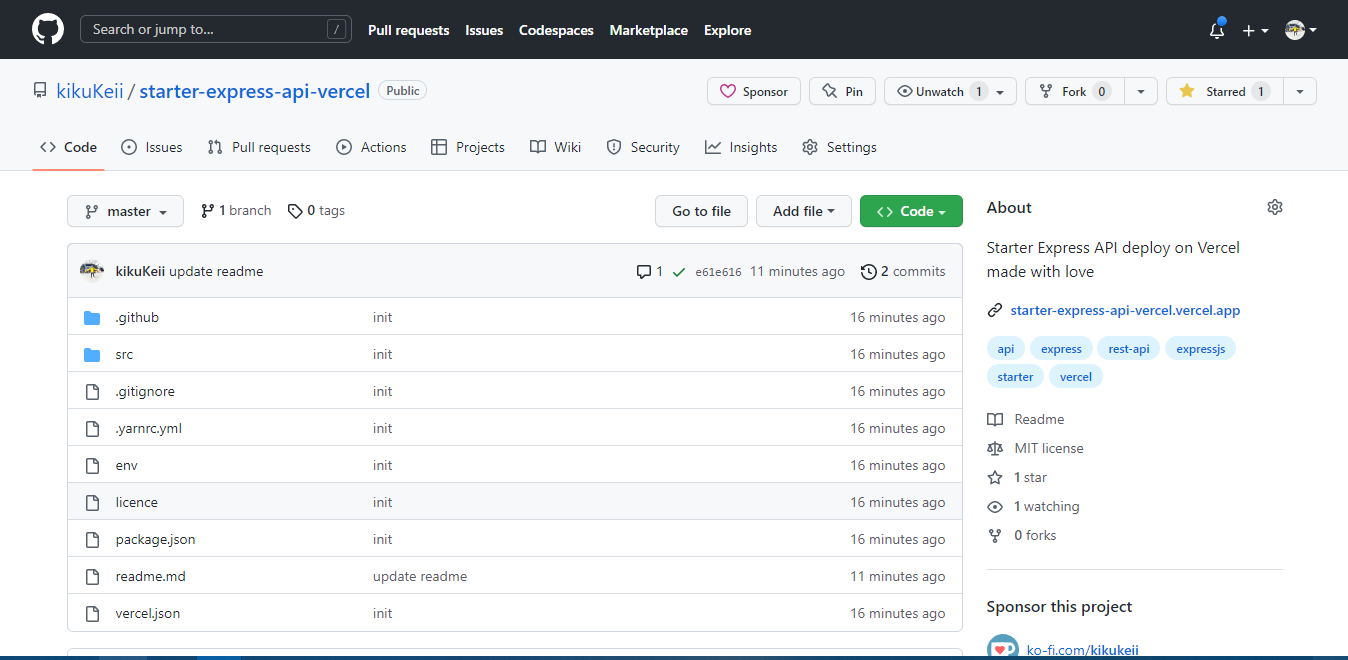 Search or jump to... / Pull requests Issues Codespaces Marketplace Explore
kikuKeii / starter-express-api-vercel Public Sponsor Pin Unwatch 1 Fork 0 Starred 1
Code Issues Pull requests Actions Projects Wiki Security Insights Settings
master 1 branch 0 tags Go to file Add file Code
kikuKeii update readme 1 e61e616 11 minutes ago 2 commits
.github init 16 minutes ago
src init 16 minutes ago
.gitignore init 16 minutes ago
.yarnrc.yml init 16 minutes ago
env init 16 minutes ago
licence init 16 minutes ago
package.json init 16 minutes ago
readme.md update readme 11 minutes ago
vercel.json init 16 minutes ago
About
Starter Express API deploy on Vercel
made with love
starter-express-api-vercel.vercel.app
api express rest-api expressjs
starter vercel
Readme
MIT license
1 star
1 watching
0 forks
Sponsor this project
ko-fi.com/kikukeii